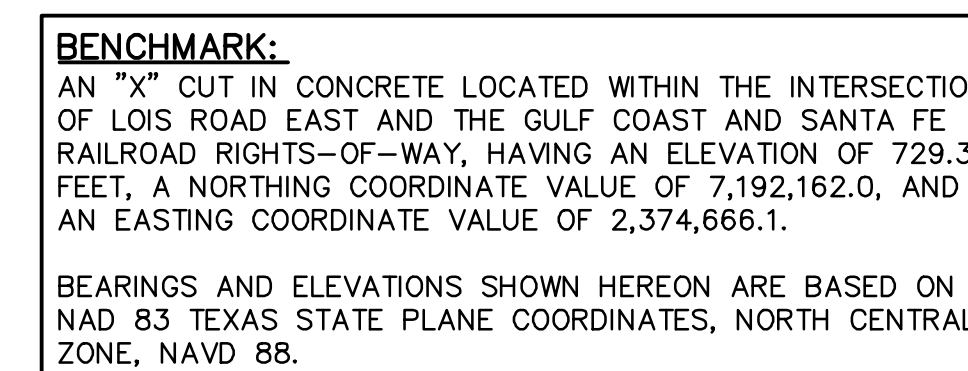 BENCHMARK:
AN "X" CUT IN CONCRETE LOCATED WITHIN THE INTERSECTIO
OF LOIS ROAD EAST AND THE GULF COAST AND SANTA FE
RAILROAD RIGHTS—OF—WAY, HAVING AN ELEVATION OF 729.3
FEET, A NORTHING COORDINATE VALUE OF 7,192,162.0, AND
AN EASTING COORDINATE VALUE OF 2,374,666.1.
BEARINGS AND ELEVATIONS SHOWN HEREON ARE BASED ON
NAD 83 TEXAS STATE PLANE COORDINATES, NORTH CENTRAL
ZONE, NAVD 88.